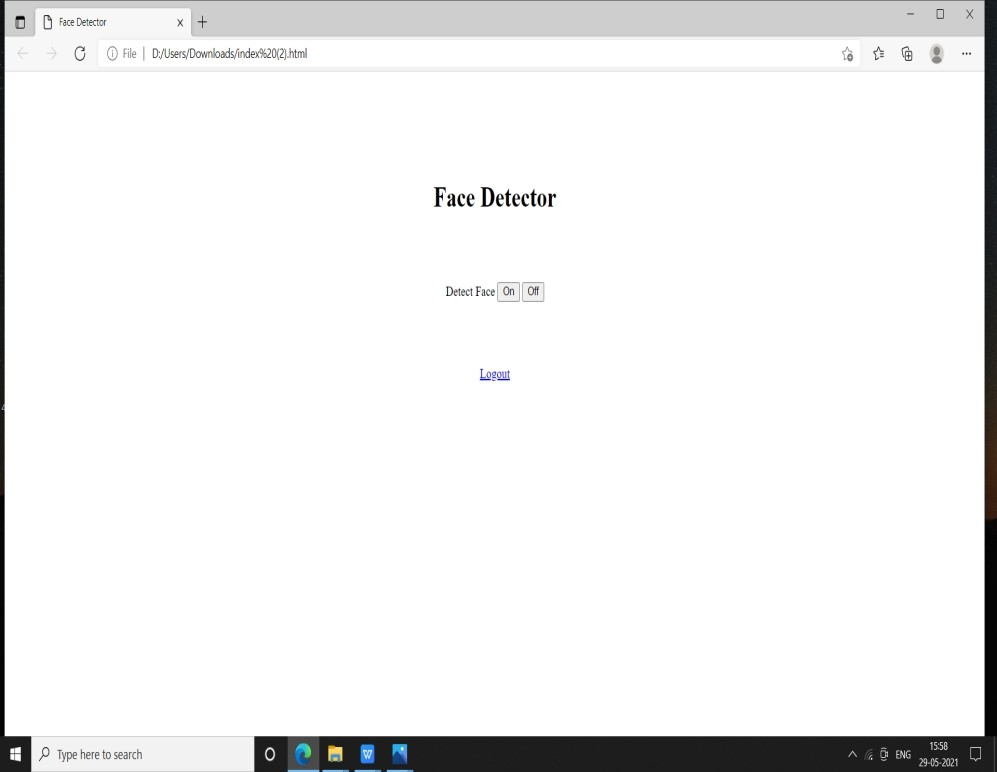 Face Detector
File | D:/Users/Downloads/index%20(2).html
Face Detector
Detect Face On Off
Logout
Type here to search
W
ENG
15:58
29-05-2021